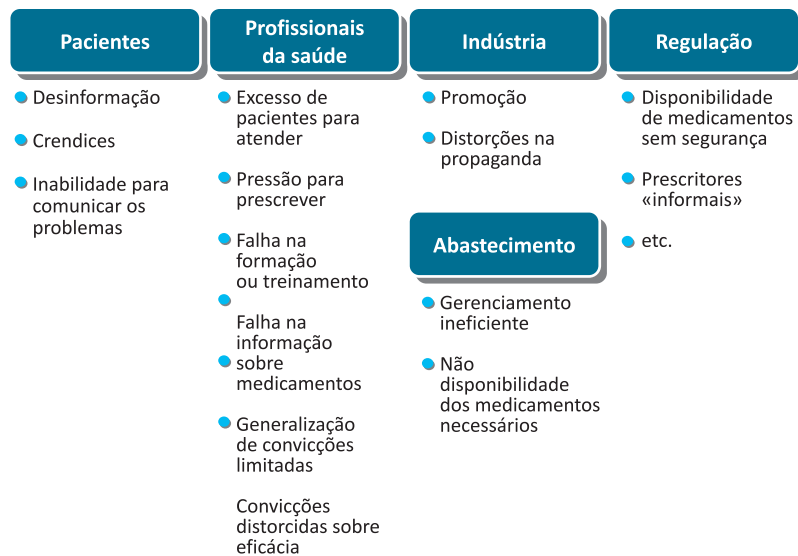 Pacientes
Desinformação
Crendices
Inabilidade para
comunicar os
problemas
Profissionais
da saúde
Excesso de
pacientes para
atender
Pressão para
prescrever
Falha na
formação
ou treinamento
Falha na
informação
sobre
medicamentos
Generalização
de convicções
limitadas
Convicções
distorcidas sobre
eficácia
Indústria
Promoção
Distorções na
propaganda
Abastecimento
Gerenciamento
ineficiente
Não
disponibilidade
dos medicamentos
necessários
Regulação
Disponibilidade
de medicamentos
sem segurança
Prescritores
«informais»
etc.